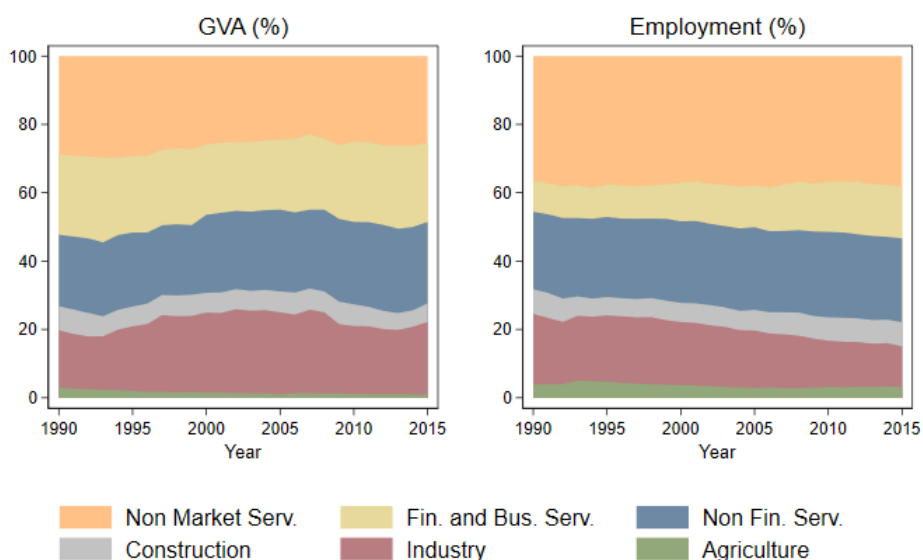 GVA (%)
100
80
60
40
20
0
1990 1995 2000 2005 2010 2015
Year
Employment (%)
100
80
60
40
20
0
1990 1995 2000 2005 2010 2015
Year
Non Market Serv. Fin. and Bus. Serv. Non Fin. Serv.
Construction Industry Agriculture